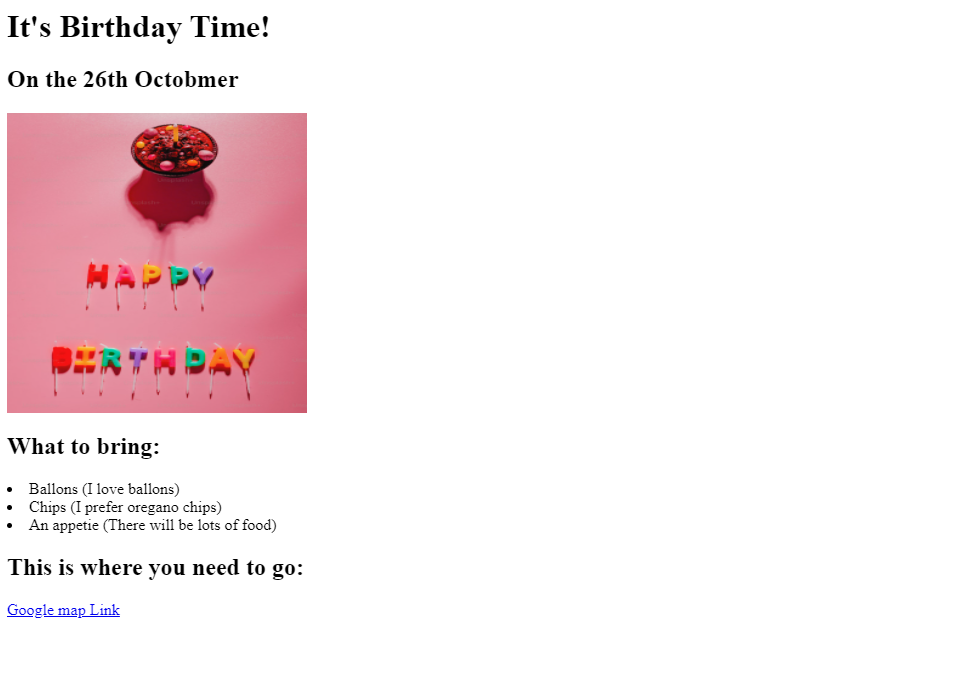 It's Birthday Time!
On the 26th Octobmer
HAPPY
BIRTHDAY
What to bring:
Ballons (I love ballons)
Chips (I prefer oregano chips)
An appetie (There will be lots of food)
This is where you need to go:
Google map Link